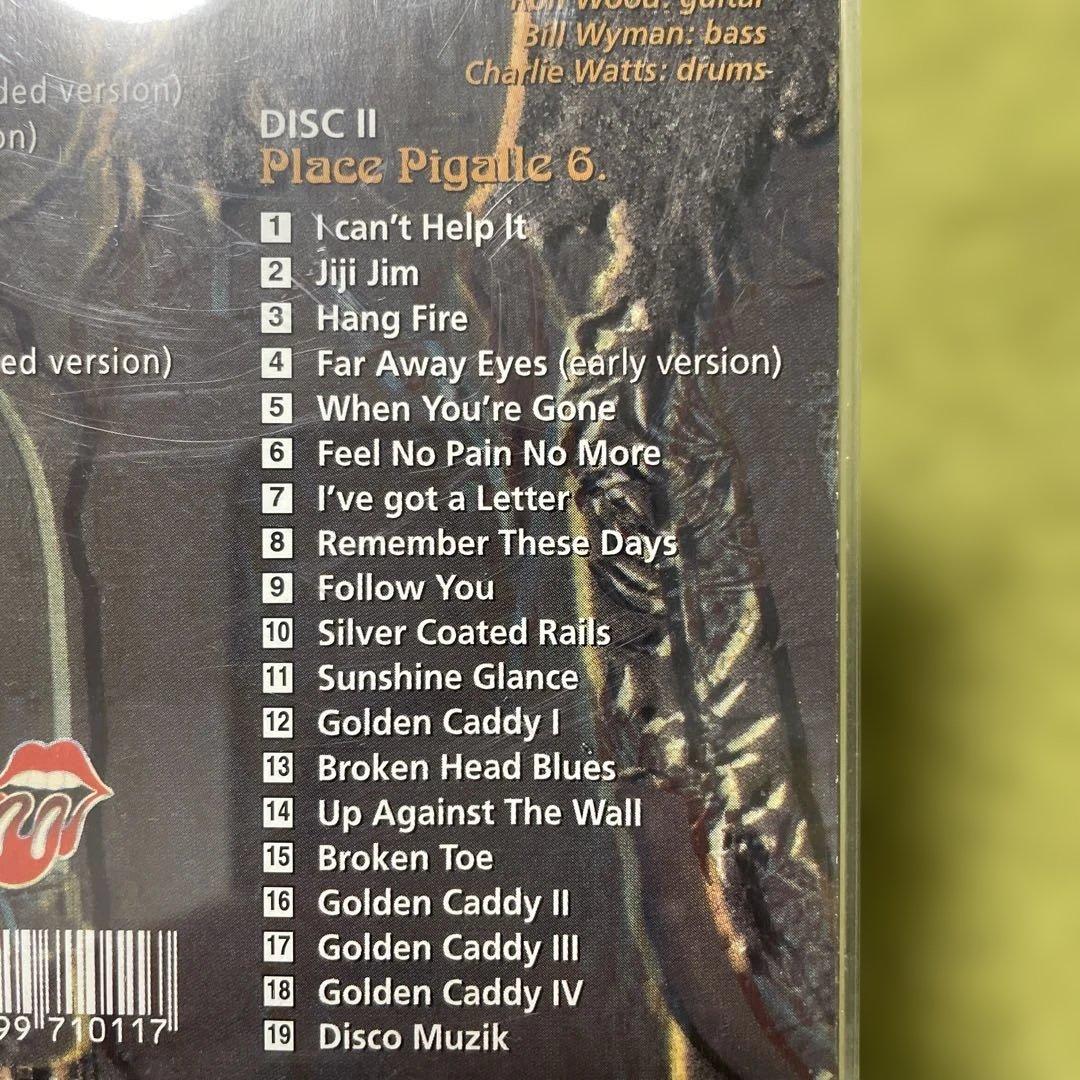 Ron Wood: guitar
Bill Wyman: bass
Charlie Watts: drums
ded version)
on)
ed version)
DISC II
Place Pigalle 6.
1 I can't Help It
2 Jiji Jim
3 Hang Fire
4 Far Away Eyes (early version)
5 When You're Gone
6 Feel No Pain No More
7 I've got a Letter
8 Remember These Days
9 Follow You
10 Silver Coated Rails
11 Sunshine Glance
12 Golden Caddy I
13 Broken Head Blues
14 Up Against The Wall
15 Broken Toe
16 Golden Caddy II
17 Golden Caddy III
18 Golden Caddy IV
19 Disco Muzik
99 710117